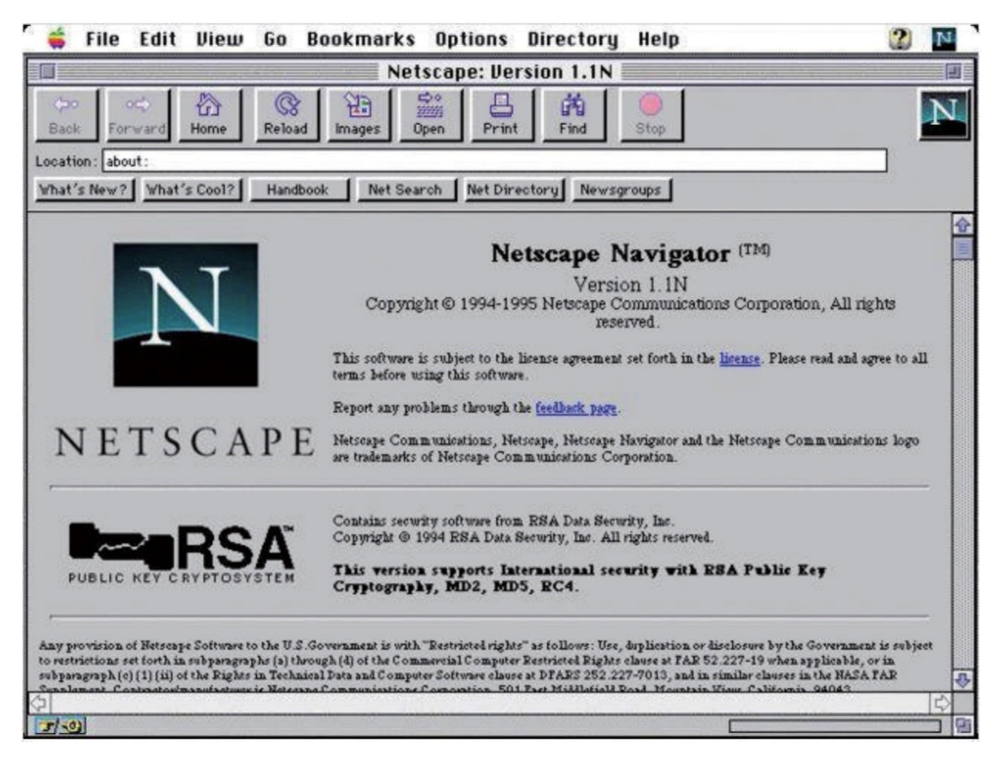 File Edit View Go Bookmarks Options Directory Help
Netscape: Version 1.1N
Back Forward Home Reload Images Open Print Find Stop
N
Location: about:
What's New? What's Cool? Handbook Net Search Net Directory Newsgroups
N
NETSCAPE
Netscape Navigator (TM)
Version 1.1N
Copyright © 1994-1995 Netscape Communications Corporation, All rights
reserved.
This software is subject to the license agreement set forth in the license. Please read and agree to all
terms before using this software.
Report any problems through the feedback page.
Netscape Communications, Netscape, Netscape Navigator and the Netscape Communications logo
are trademarks of Netscape Communications Corporation.
RSA™
PUBLIC KEY CRYPTOSYSTEM
Contains security software from RSA Data Security, Inc.
Copyright © 1994 RSA Data Security, Inc. All rights reserved.
This version supports International security with RSA Public Key
Cryptography, MD2, MD5, RC4.
Any provision of Netscape Software to the U.S.Government is with "Restricted rights" as follows: Use, duplication or disclosure by the Government is subject
to restrictions set forth in subparagraphs (a) through (d) of the Commercial Computer Restricted Rights clause at FAR 52.227-19 when applicable, or in
subparagraph (c) (1) (ii) of the Rights in Technical Data and Computer Software clause at DFARS 252.227-7013, and in similar clauses in the NASA FAR
Supplement. Contractor/manufacturer is Netscape Communications Corporation, 501 East Middlefield Road, Mountain View, California, 94043